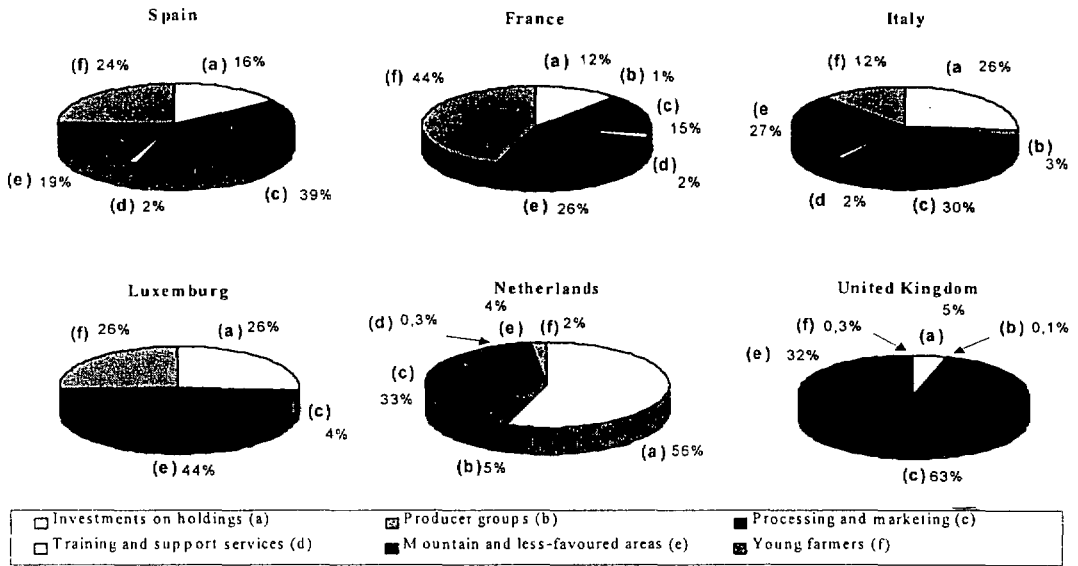 Spain
(f) 24%
(a) 16%
(e) 19%
(d) 2%
(c) 39%
France
(f) 44%
(a) 12%
(b) 1%
(c)
15%
(d)
2%
(e) 26%
Italy
(f) 12%
(a 26%
(e
27%
(b)
3%
(d 2%
(c) 30%
Luxemburg
(f) 26%
(a) 26%
(c)
4%
(e) 44%
Netherlands
4%
(d) 0,3%
(e)
(f) 2%
(c)
33%
(b) 5%
(a) 56%
United Kingdom
5%
(f) 0,3%
(a)
(b) 0,1%
(e) 32%
(c) 63%
Investments on holdings (a) Producer groups (b) Processing and marketing (c)
Training and support services (d) Mountain and less-favoured areas (e) Young farmers (f)